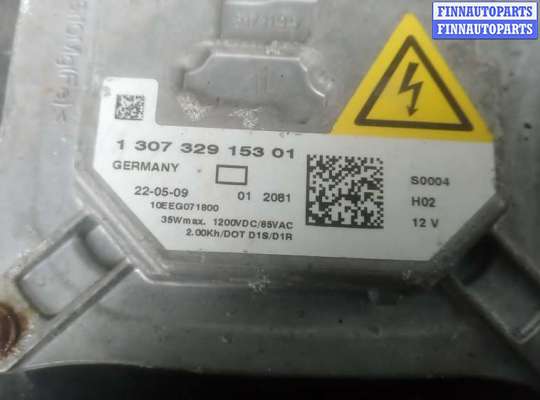 FINNAUTOPARTS
FINNAUTOPARTS
1 307 329 153 01
GERMANY
22-05-09 01 2081
10EEG071800
35Wmax. 1200VDC/85VAC
2.00Kh/DOT D1S/D1R
S0004
H02
12 V